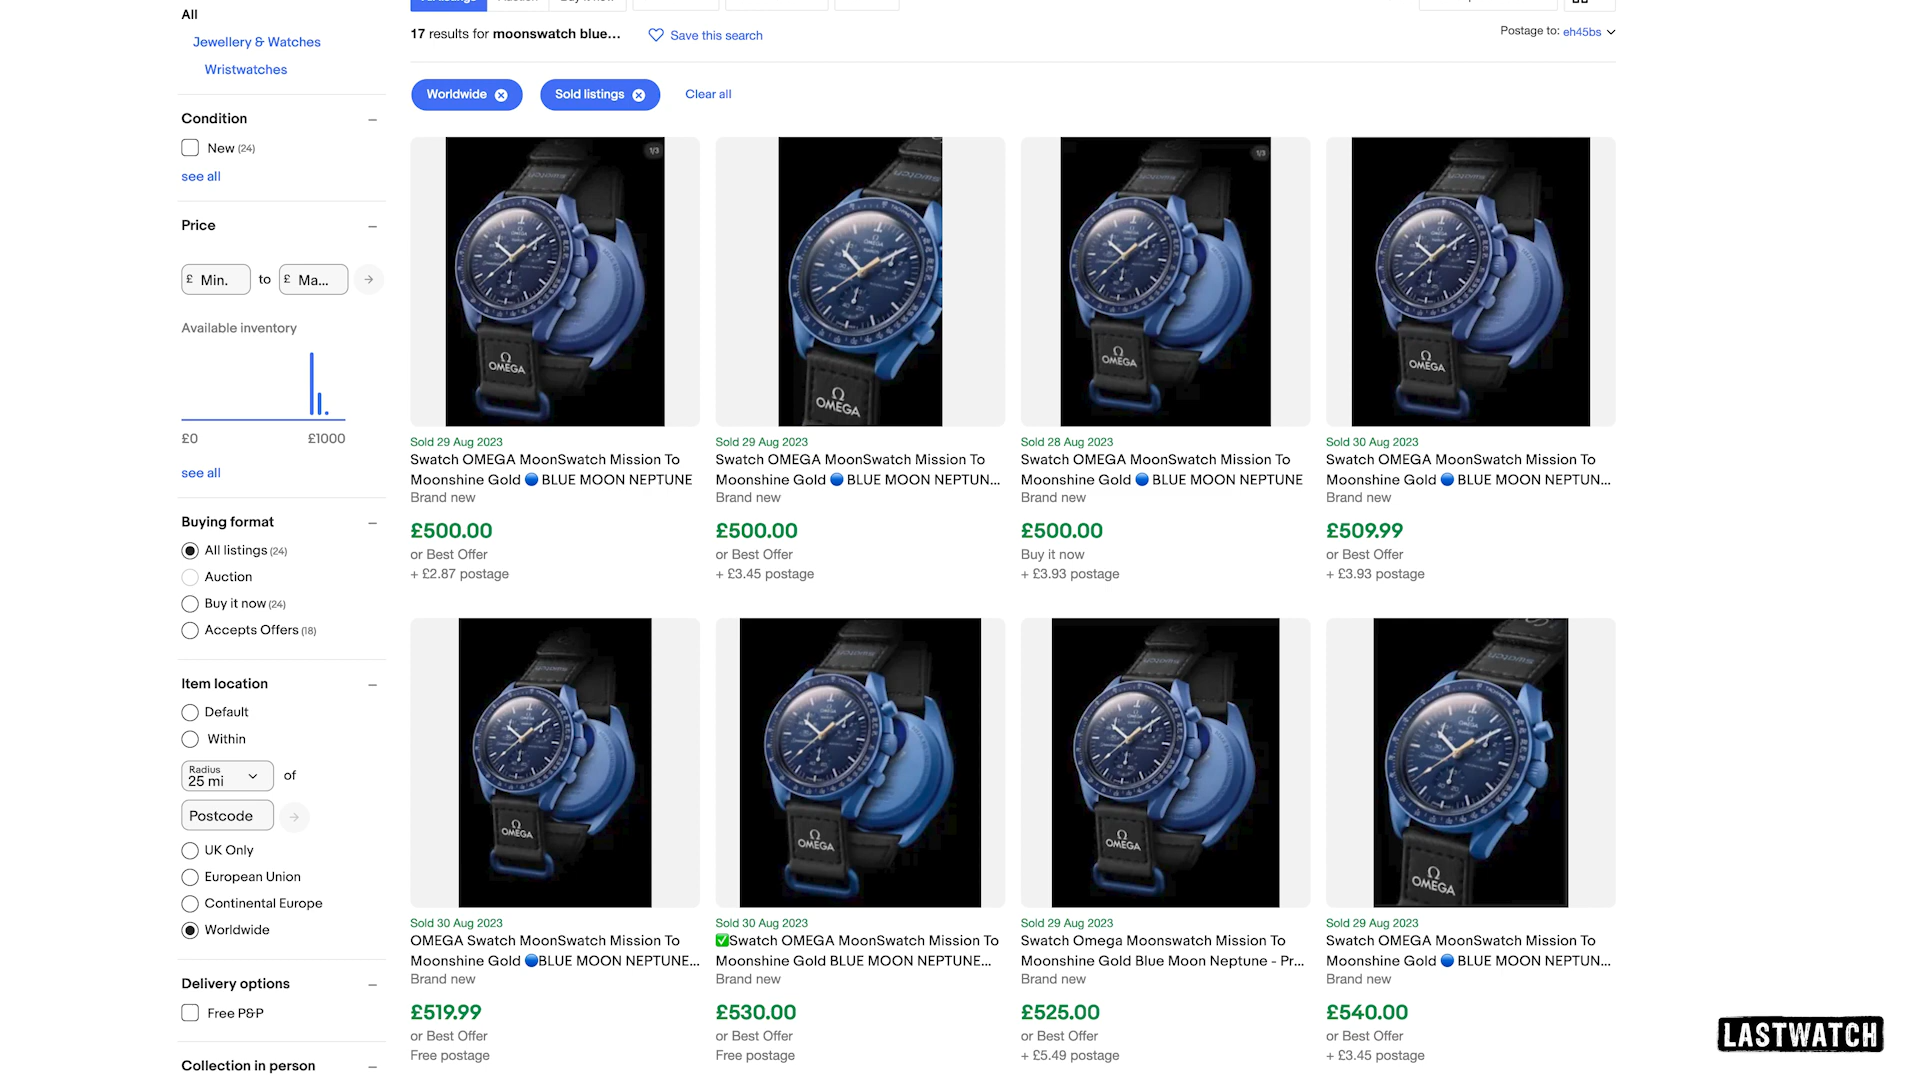 All
Jewellery & Watches
Wristwatches
Condition
New (24)
see all
Price
£ Min. to £ Ma...
Available inventory
£0 £1000
see all
Buying format
All listings (24)
Auction
Buy it now (24)
Accepts Offers (18)
Item location
Default
Within
Radius
25 mi of
Postcode
UK Only
European Union
Continental Europe
Worldwide
Delivery options
Free P&P
Collection in person
17 results for moonswatch blue...
Save this search
Postage to: eh45bs
Worldwide
Sold listings
Clear all
1/3
OMEGA
OMEGA
1/3
OMEGA
OMEGA
Sold 29 Aug 2023
Swatch OMEGA MoonSwatch Mission To
Moonshine Gold 🔵 BLUE MOON NEPTUNE
Brand new
£500.00
or Best Offer
+ £2.87 postage
Sold 29 Aug 2023
Swatch OMEGA MoonSwatch Mission To
Moonshine Gold 🔵 BLUE MOON NEPTUN...
Brand new
£500.00
or Best Offer
+ £3.45 postage
Sold 28 Aug 2023
Swatch OMEGA MoonSwatch Mission To
Moonshine Gold 🔵 BLUE MOON NEPTUNE
Brand new
£500.00
Buy it now
+ £3.93 postage
Sold 30 Aug 2023
Swatch OMEGA MoonSwatch Mission To
Moonshine Gold 🔵 BLUE MOON NEPTUN...
Brand new
£509.99
or Best Offer
+ £3.93 postage
OMEGA
OMEGA
OMEGA
OMEGA
Sold 30 Aug 2023
OMEGA Swatch MoonSwatch Mission To
Moonshine Gold 🔵BLUE MOON NEPTUNE...
Brand new
£519.99
or Best Offer
Free postage
Sold 30 Aug 2023
✅Swatch OMEGA MoonSwatch Mission To
Moonshine Gold BLUE MOON NEPTUNE...
Brand new
£530.00
or Best Offer
Free postage
Sold 29 Aug 2023
Swatch Omega Moonswatch Mission To
Moonshine Gold Blue Moon Neptune - Pr...
Brand new
£525.00
or Best Offer
+ £5.49 postage
Sold 29 Aug 2023
Swatch OMEGA MoonSwatch Mission To
Moonshine Gold 🔵 BLUE MOON NEPTUN...
Brand new
£540.00
or Best Offer
+ £3.45 postage
LASTWATCH